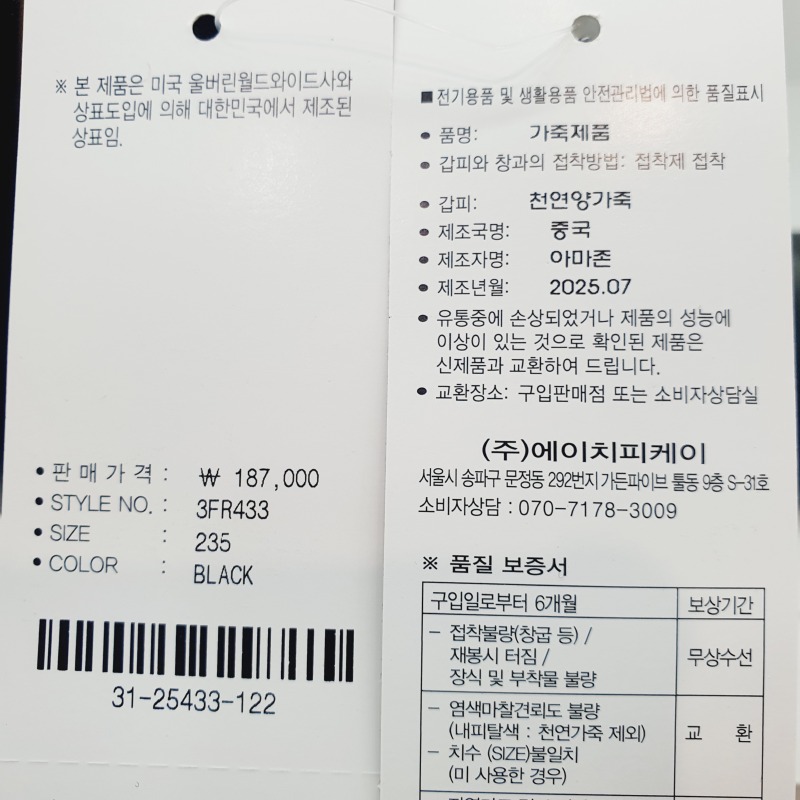 ※ 본 제품은 미국 울버린월드와이드사와
상표도입에 의해 대한민국에서 제조된
상표임.
• 판매가격 : ₩ 187,000
• STYLE NO. : 3FR433
• SIZE : 235
• COLOR : BLACK
31-25433-122
■ 전기용품 및 생활용품 안전관리법에 의한 품질표시
• 품명: 가죽제품
• 갑피와 창과의 접착방법: 접착제 접착
• 갑피: 천연양가죽
• 제조국명: 중국
• 제조자명: 아마존
• 제조년월: 2025.07
• 유통중에 손상되었거나 제품의 성능에
이상이 있는 것으로 확인된 제품은
신제품과 교환하여 드립니다.
• 교환장소: 구입판매점 또는 소비자상담실
(주)에이치피케이
서울시 송파구 문정동 292번지 가든파이브 툴동 9층 S-31호
소비자상담 : 070-7178-3009
※ 품질 보증서
구입일로부터 6개월 보상기간
- 접착불량(창굽 등) /
재봉시 터짐 /
장식 및 부착물 불량
무상수선
- 염색마찰견뢰도 불량
(내피탈색 : 천연가죽 제외)
- 치수 (SIZE)불일치
(미 사용한 경우)
교 환